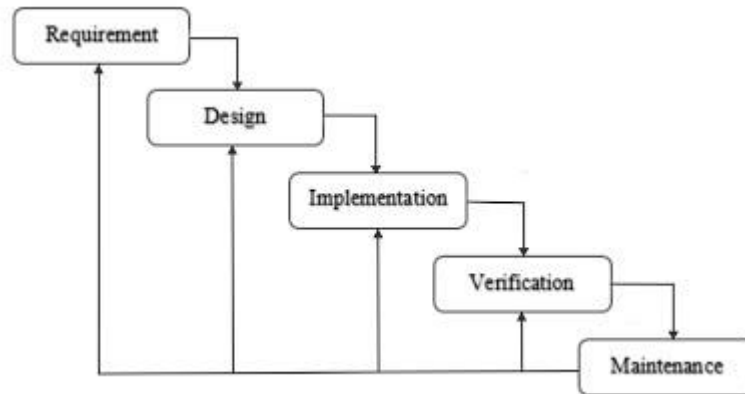 Requirement
Design
Implementation
Verification
Maintenance